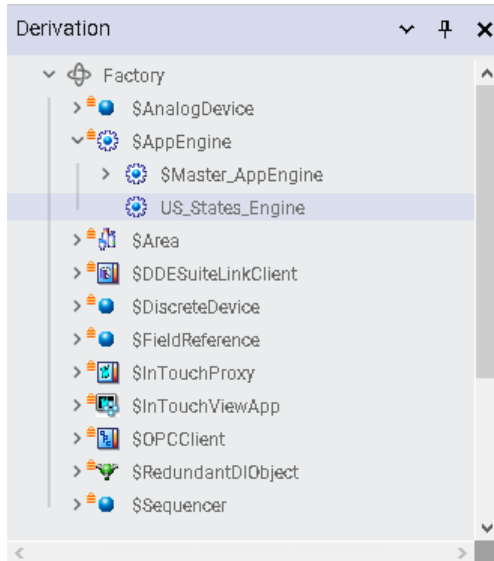 Derivation
Factory
$AnalogDevice
$AppEngine
$Master_AppEngine
US_States_Engine
$Area
$DDESuiteLinkClient
$DiscreteDevice
$FieldReference
$InTouchProxy
$InTouchViewApp
$OPCClient
$RedundantDIObject
$Sequencer